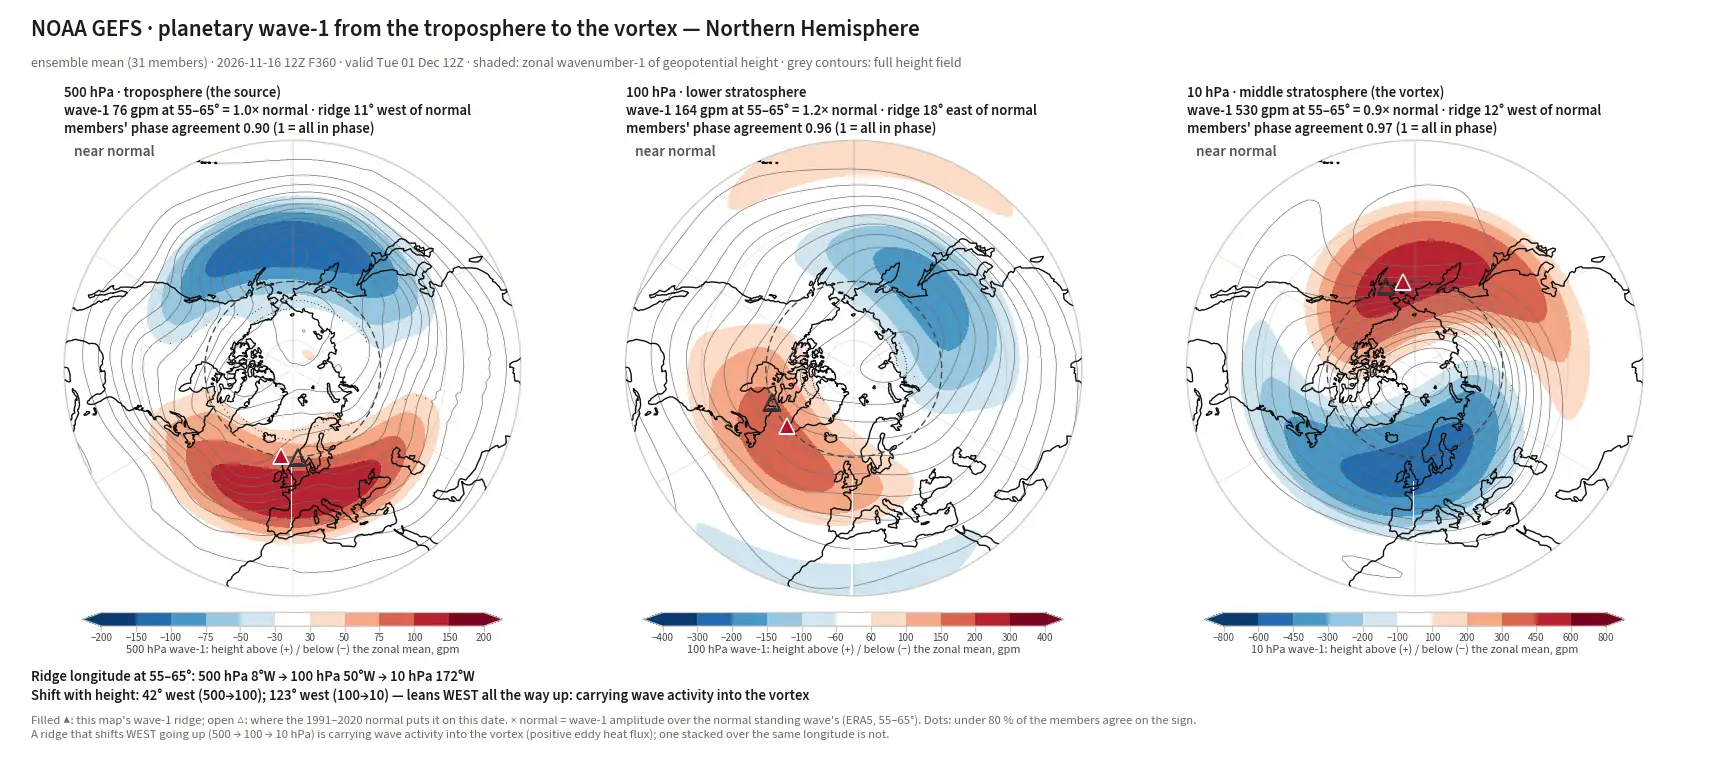 NOAA GEFS · planetary wave-1 from the troposphere to the vortex — Northern Hemisphere
ensemble mean (31 members) · 2026-11-16 12Z F360 · valid Tue 01 Dec 12Z · shaded: zonal wavenumber-1 of geopotential height · grey contours: full height field
500 hPa · troposphere (the source)
wave-1 76 gpm at 55–65° = 1.0× normal · ridge 11° west of normal
members' phase agreement 0.90 (1 = all in phase)
near normal
100 hPa · lower stratosphere
wave-1 164 gpm at 55–65° = 1.2× normal · ridge 18° east of normal
members' phase agreement 0.96 (1 = all in phase)
near normal
10 hPa · middle stratosphere (the vortex)
wave-1 530 gpm at 55–65° = 0.9× normal · ridge 12° west of normal
members' phase agreement 0.97 (1 = all in phase)
near normal
−200 −150 −100 −75 −50 −30 30 50 75 100 150 200
500 hPa wave-1: height above (+) / below (−) the zonal mean, gpm
−400 −300 −200 −150 −100 −60 60 100 150 200 300 400
100 hPa wave-1: height above (+) / below (−) the zonal mean, gpm
−800 −600 −450 −300 −200 −100 100 200 300 450 600 800
10 hPa wave-1: height above (+) / below (−) the zonal mean, gpm
Ridge longitude at 55–65°: 500 hPa 8°W → 100 hPa 50°W → 10 hPa 172°W
Shift with height: 42° west (500→100); 123° west (100→10) — leans WEST all the way up: carrying wave activity into the vortex
Filled ▲: this map's wave-1 ridge; open △: where the 1991–2020 normal puts it on this date. × normal = wave-1 amplitude over the normal standing wave's (ERA5, 55–65°). Dots: under 80 % of the members agree on the sign.
A ridge that shifts WEST going up (500 → 100 → 10 hPa) is carrying wave activity into the vortex (positive eddy heat flux); one stacked over the same longitude is not.